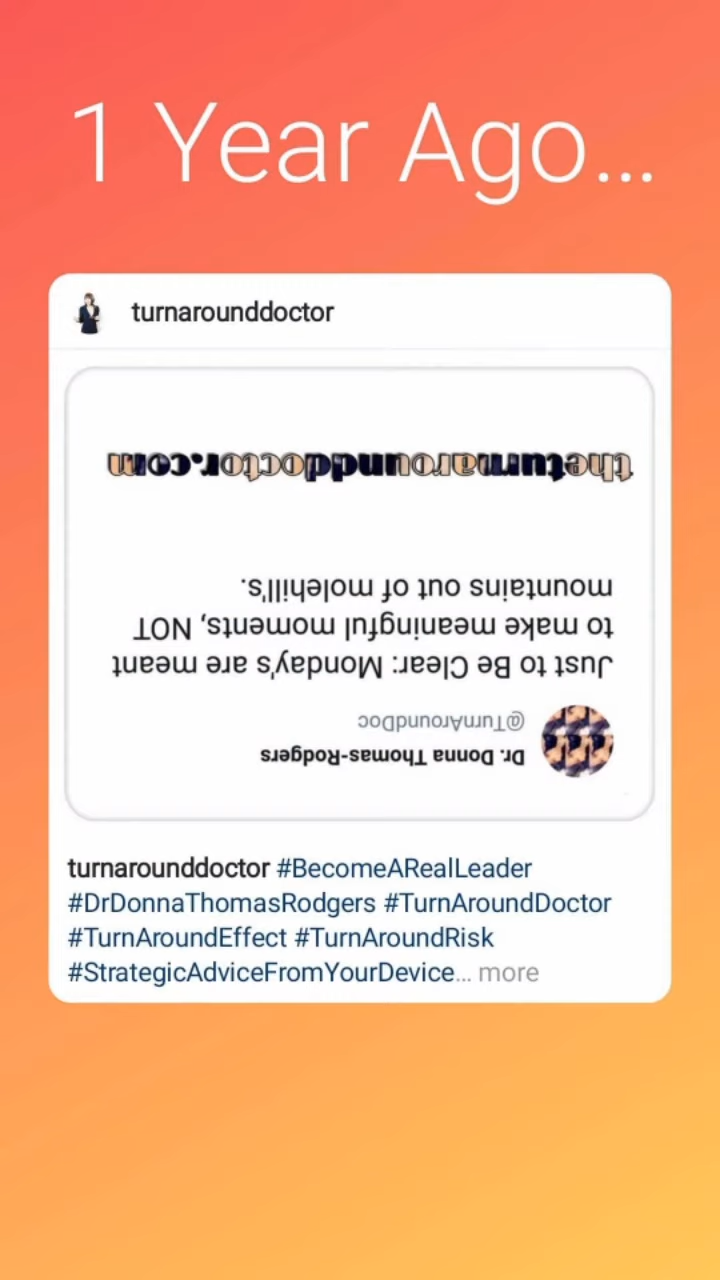 1 Year Ago...
turnarounddoctor
Dr. Donna Thomas-Rodgers
@TurnAroundDoc
Just to Be Clear: Monday's are meant
to make meaningful moments, NOT
mountains out of molehill's.
theturnarounddoctor.com
turnarounddoctor #BecomeARealLeader
#DrDonnaThomasRodgers #TurnAroundDoctor
#TurnAroundEffect #TurnAroundRisk
#StrategicAdviceFromYourDevice... more